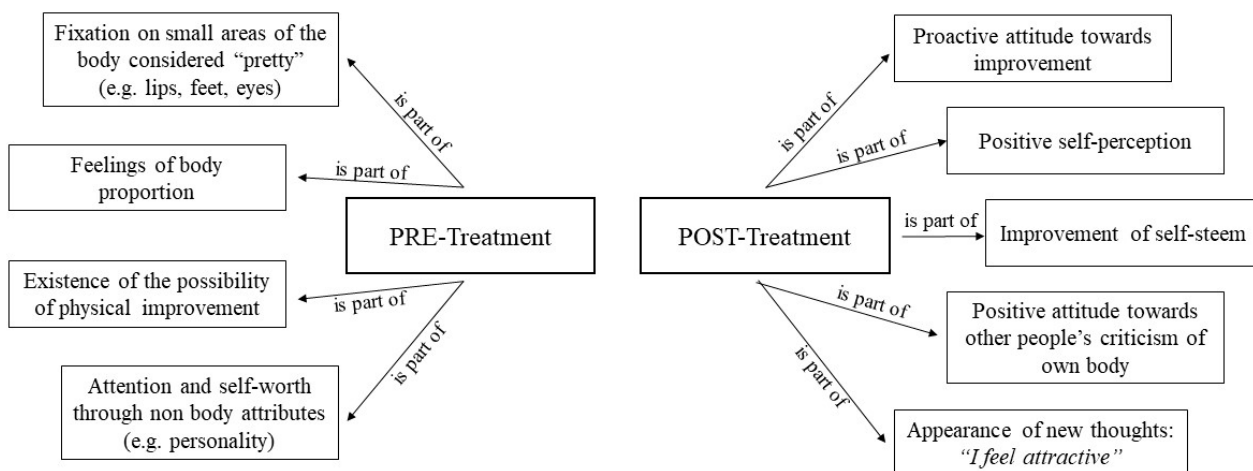 Fixation on small areas of the
body considered “pretty”
(e.g. lips, feet, eyes)
is part of
Feelings of body
proportion
is part of
PRE-Treatment
Existence of the possibility
of physical improvement
is part of
Attention and self-worth
through non body attributes
(e.g. personality)
is part of
Proactive attitude towards
improvement
is part of
Positive self-perception
is part of
POST-Treatment
is part of
Improvement of self-steem
is part of
Positive attitude towards
other people’s criticism of
own body
is part of
Appearance of new thoughts:
“I feel attractive”